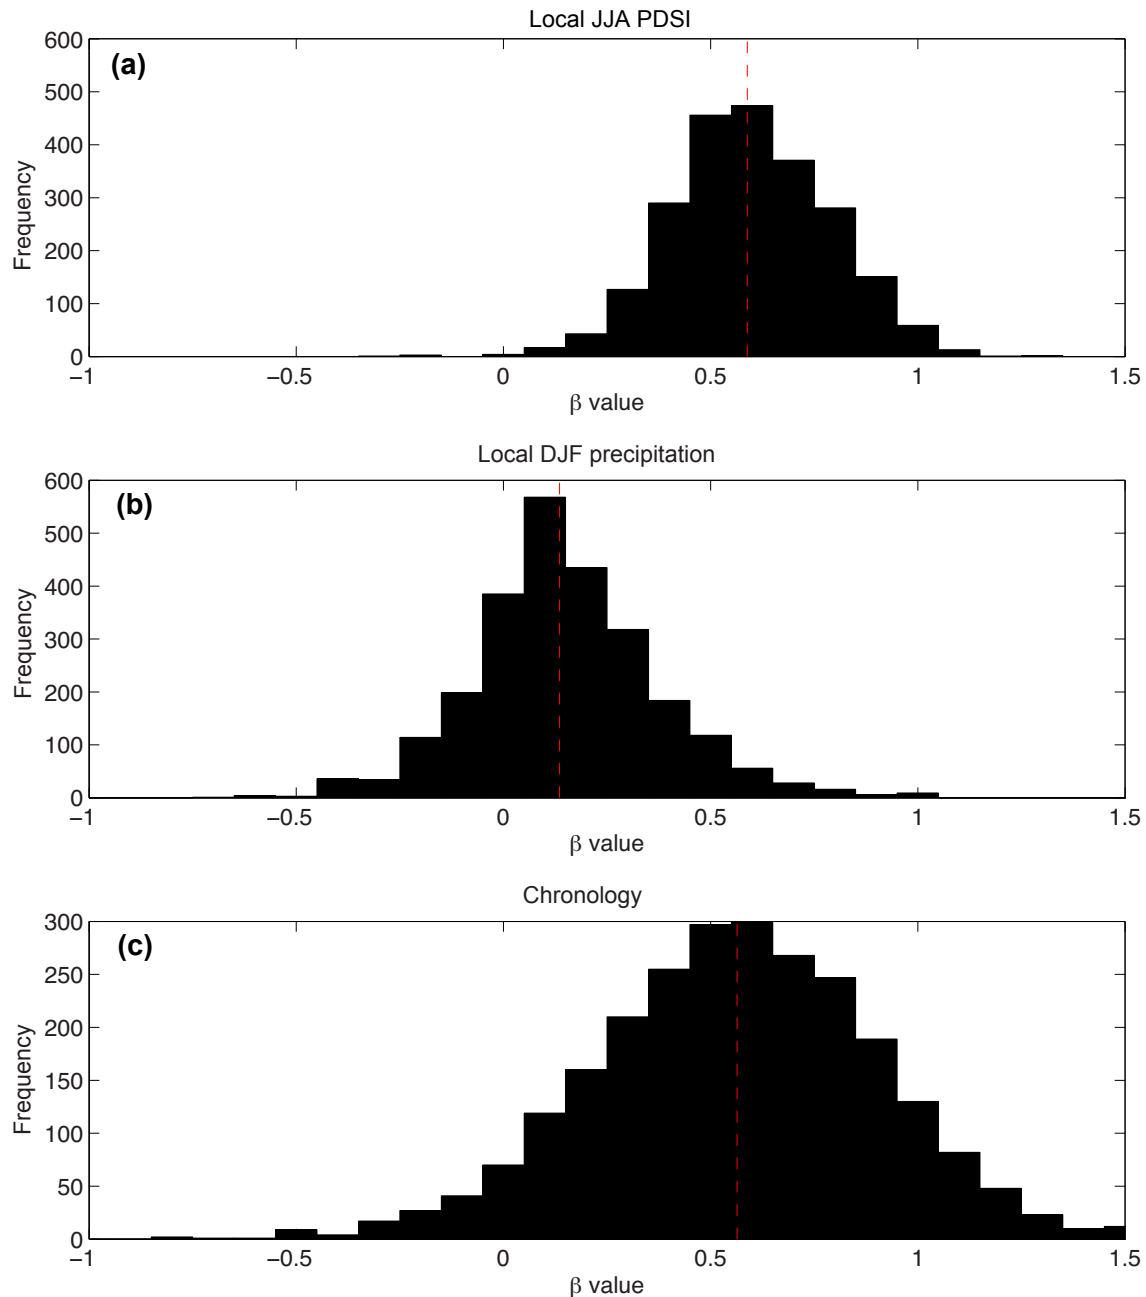 Local JJA PDSI
(a)
600
500
400
300
200
100
0
Frequency
−1 −0.5 0 0.5 1 1.5
β value
Local DJF precipitation
(b)
600
500
400
300
200
100
0
Frequency
−1 −0.5 0 0.5 1 1.5
β value
Chronology
(c)
300
250
200
150
100
50
0
Frequency
−1 −0.5 0 0.5 1 1.5
β value